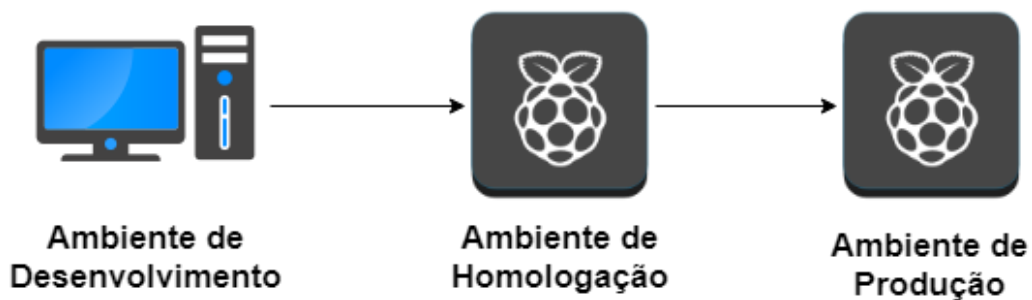 Ambiente de
Desenvolvimento
Ambiente de
Homologação
Ambiente de
Produção